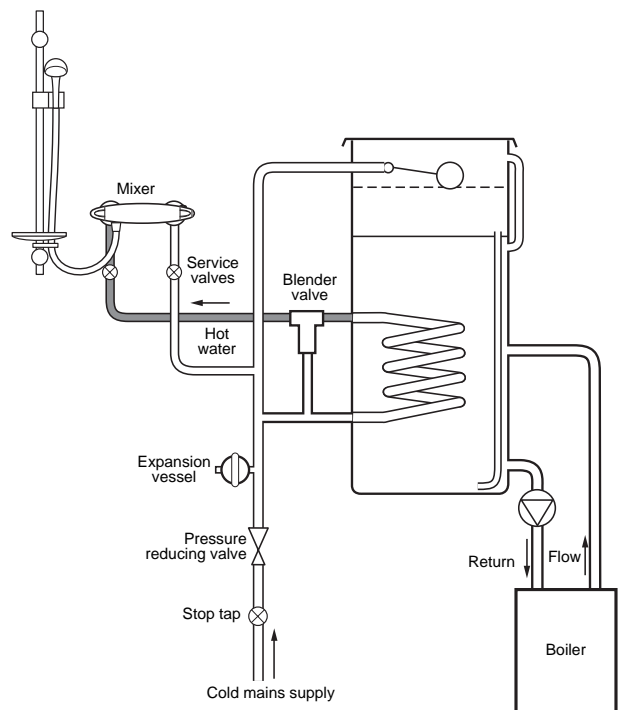 Mixer
Service
valves
Blender
valve
Hot
water
Expansion
vessel
Pressure
reducing valve
Return
Flow
Stop tap
Boiler
Cold mains supply